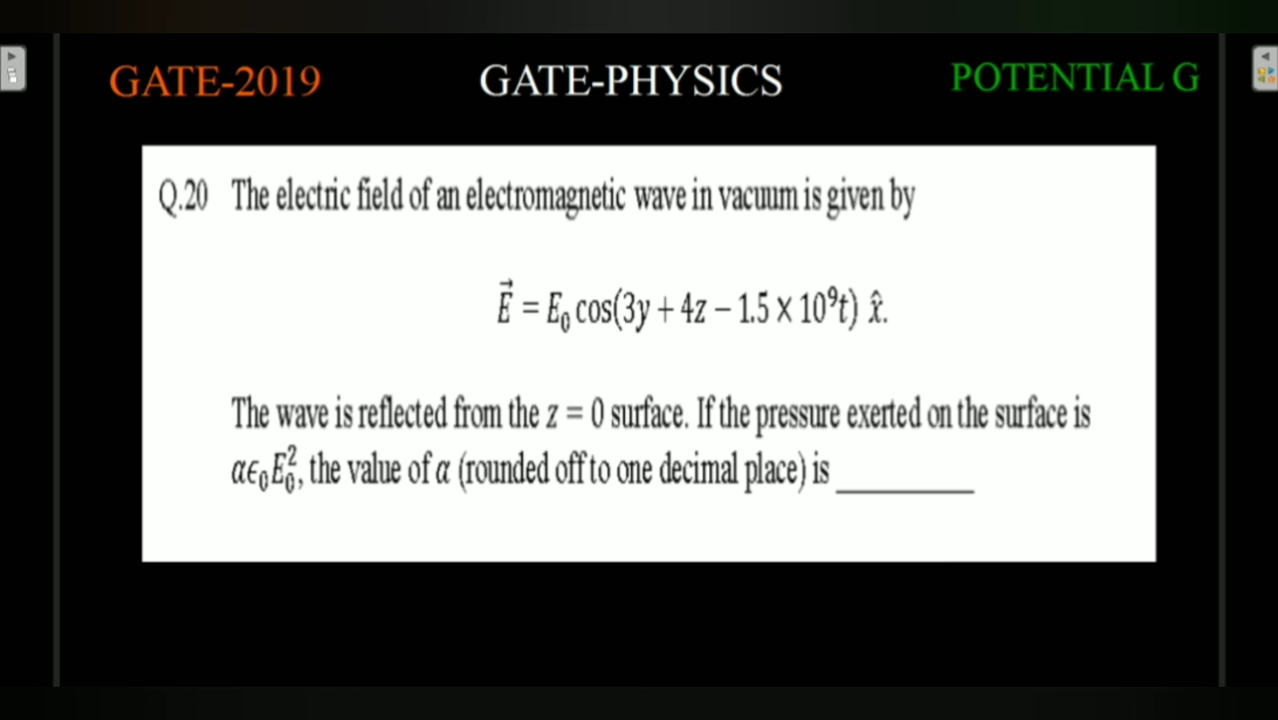 GATE-2019 GATE-PHYSICS POTENTIAL G
Q.20 The electric field of an electromagnetic wave in vacuum is given by
E⃗ = E₀ cos(3y + 4z − 1.5 × 10⁹t) x̂.
The wave is reflected from the z = 0 surface. If the pressure exerted on the surface is
αϵ₀E₀², the value of α (rounded off to one decimal place) is ________